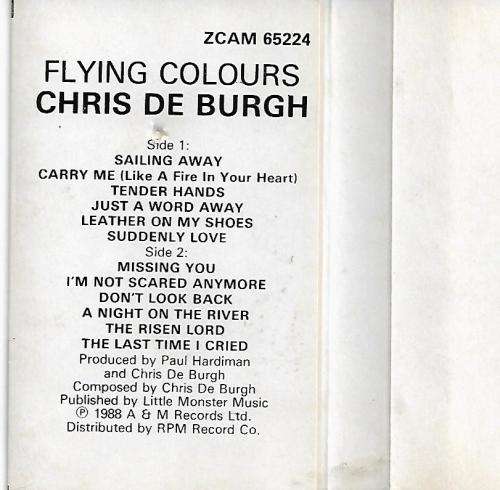 ZCAM 65224
FLYING COLOURS
CHRIS DE BURGH
Side 1:
SAILING AWAY
CARRY ME (Like A Fire In Your Heart)
TENDER HANDS
JUST A WORD AWAY
LEATHER ON MY SHOES
SUDDENLY LOVE
Side 2:
MISSING YOU
I'M NOT SCARED ANYMORE
DON'T LOOK BACK
A NIGHT ON THE RIVER
THE RISEN LORD
THE LAST TIME I CRIED
Produced by Paul Hardiman
and Chris De Burgh
Composed by Chris De Burgh
Published by Little Monster Music
℗ 1988 A & M Records Ltd.
Distributed by RPM Record Co.